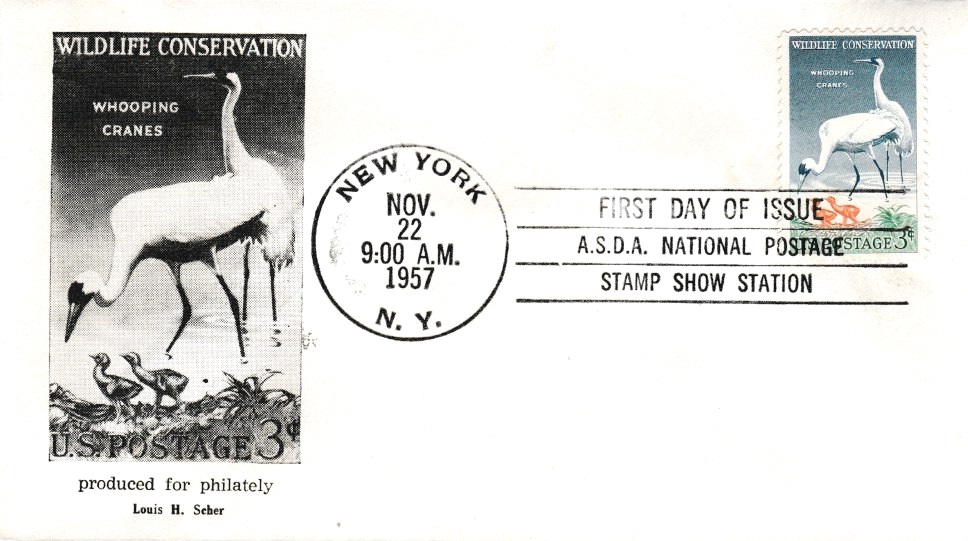 WILDLIFE CONSERVATION
WHOOPING
CRANES
U.S. POSTAGE 3¢
produced for philately
Louis H. Scher
NEW YORK
NOV.
22
9:00 A.M.
1957
N. Y.
WILDLIFE CONSERVATION
WHOOPING
CRANES
POSTAGE 3¢
FIRST DAY OF ISSUE
A.S.D.A. NATIONAL POSTAGE
STAMP SHOW STATION